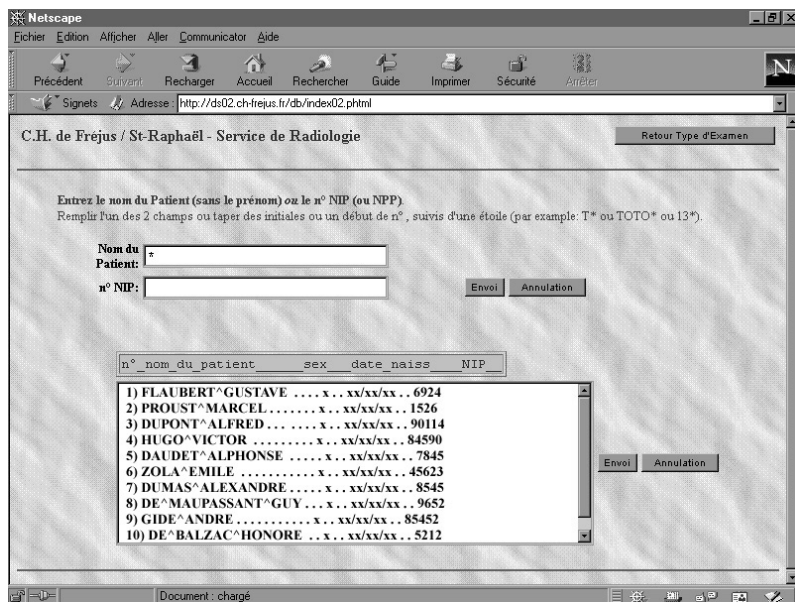 Netscape
Fichier Edition Afficher Aller Communicator Aide
Précédent Suivant Recharger Accueil Rechercher Guide Imprimer Sécurité Arrêter
N
Signets Adresse : http://ds02.ch-frejus.fr/db/index02.phtml
C.H. de Fréjus / St-Raphaël - Service de Radiologie
Retour Type d'Examen
Entrez le nom du Patient (sans le prénom) ou le n° NIP (ou NPP).
Remplir l'un des 2 champs ou taper des initiales ou un début de n° , suivis d'une étoile (par example: T* ou TOTO* ou 13*).
Nom du
Patient: *
n° NIP: Envoi Annulation
n°_nom_du_patient______sex___date_naiss____NIP__
1) FLAUBERT^GUSTAVE .... x .. xx/xx/xx .. 6924
2) PROUST^MARCEL ....... x .. xx/xx/xx .. 1526
3) DUPONT^ALFRED... .... x .. xx/xx/xx .. 90114
4) HUGO^VICTOR ......... x .. xx/xx/xx .. 84590
5) DAUDET^ALPHONSE ..... x .. xx/xx/xx .. 7845
6) ZOLA^EMILE .......... x .. xx/xx/xx .. 45623
7) DUMAS^ALEXANDRE ..... x .. xx/xx/xx .. 8545
8) DE^MAUPASSANT^GUY ... x .. xx/xx/xx .. 9652
9) GIDE^ANDRE ........... x .. xx/xx/xx .. 85452
10) DE^BALZAC^HONORE .. x .. xx/xx/xx .. 5212
Envoi Annulation
Document : chargé